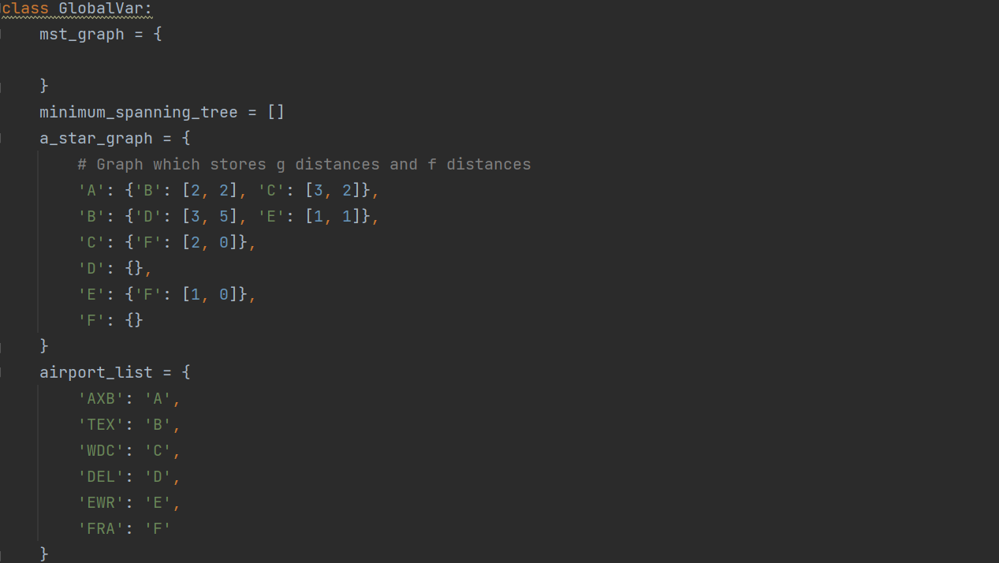 class GlobalVar:
    mst_graph = {

    }
    minimum_spanning_tree = []
    a_star_graph = {
        # Graph which stores g distances and f distances
        'A': {'B': [2, 2], 'C': [3, 2]},
        'B': {'D': [3, 5], 'E': [1, 1]},
        'C': {'F': [2, 0]},
        'D': {},
        'E': {'F': [1, 0]},
        'F': {}
    }
    airport_list = {
        'AXB': 'A',
        'TEX': 'B',
        'WDC': 'C',
        'DEL': 'D',
        'EWR': 'E',
        'FRA': 'F'
    }